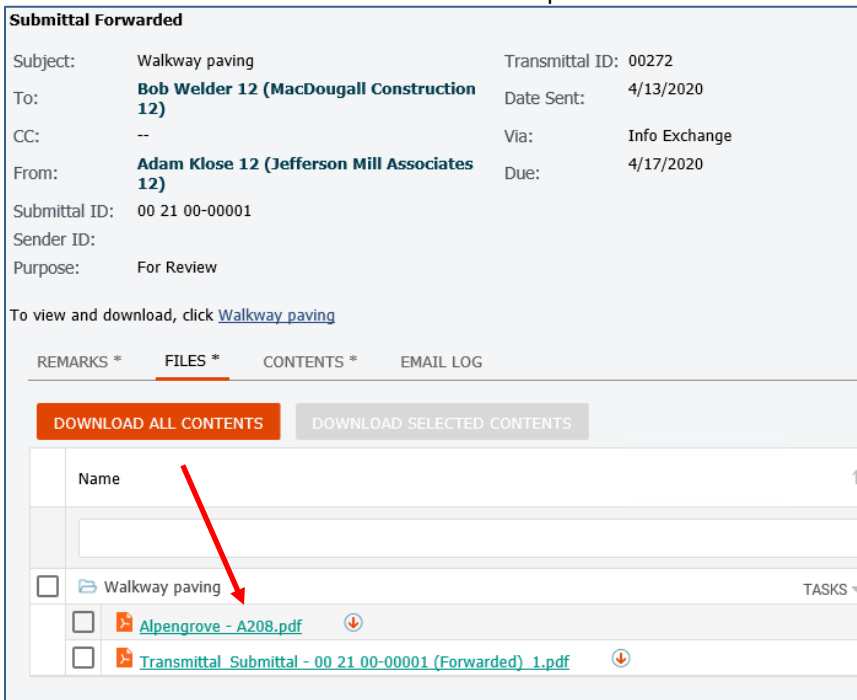 Submittal Forwarded
Subject: Walkway paving Transmittal ID: 00272
To: Bob Welder 12 (MacDougall Construction 12) Date Sent: 4/13/2020
CC: -- Via: Info Exchange
From: Adam Klose 12 (Jefferson Mill Associates 12) Due: 4/17/2020
Submittal ID: 00 21 00-00001
Sender ID:
Purpose: For Review
To view and download, click Walkway paving
REMARKS * FILES * CONTENTS * EMAIL LOG
DOWNLOAD ALL CONTENTS DOWNLOAD SELECTED CONTENTS
Name
Walkway paving TASKS
Alpengrove - A208.pdf
Transmittal_Submittal - 00 21 00-00001 (Forwarded)_1.pdf